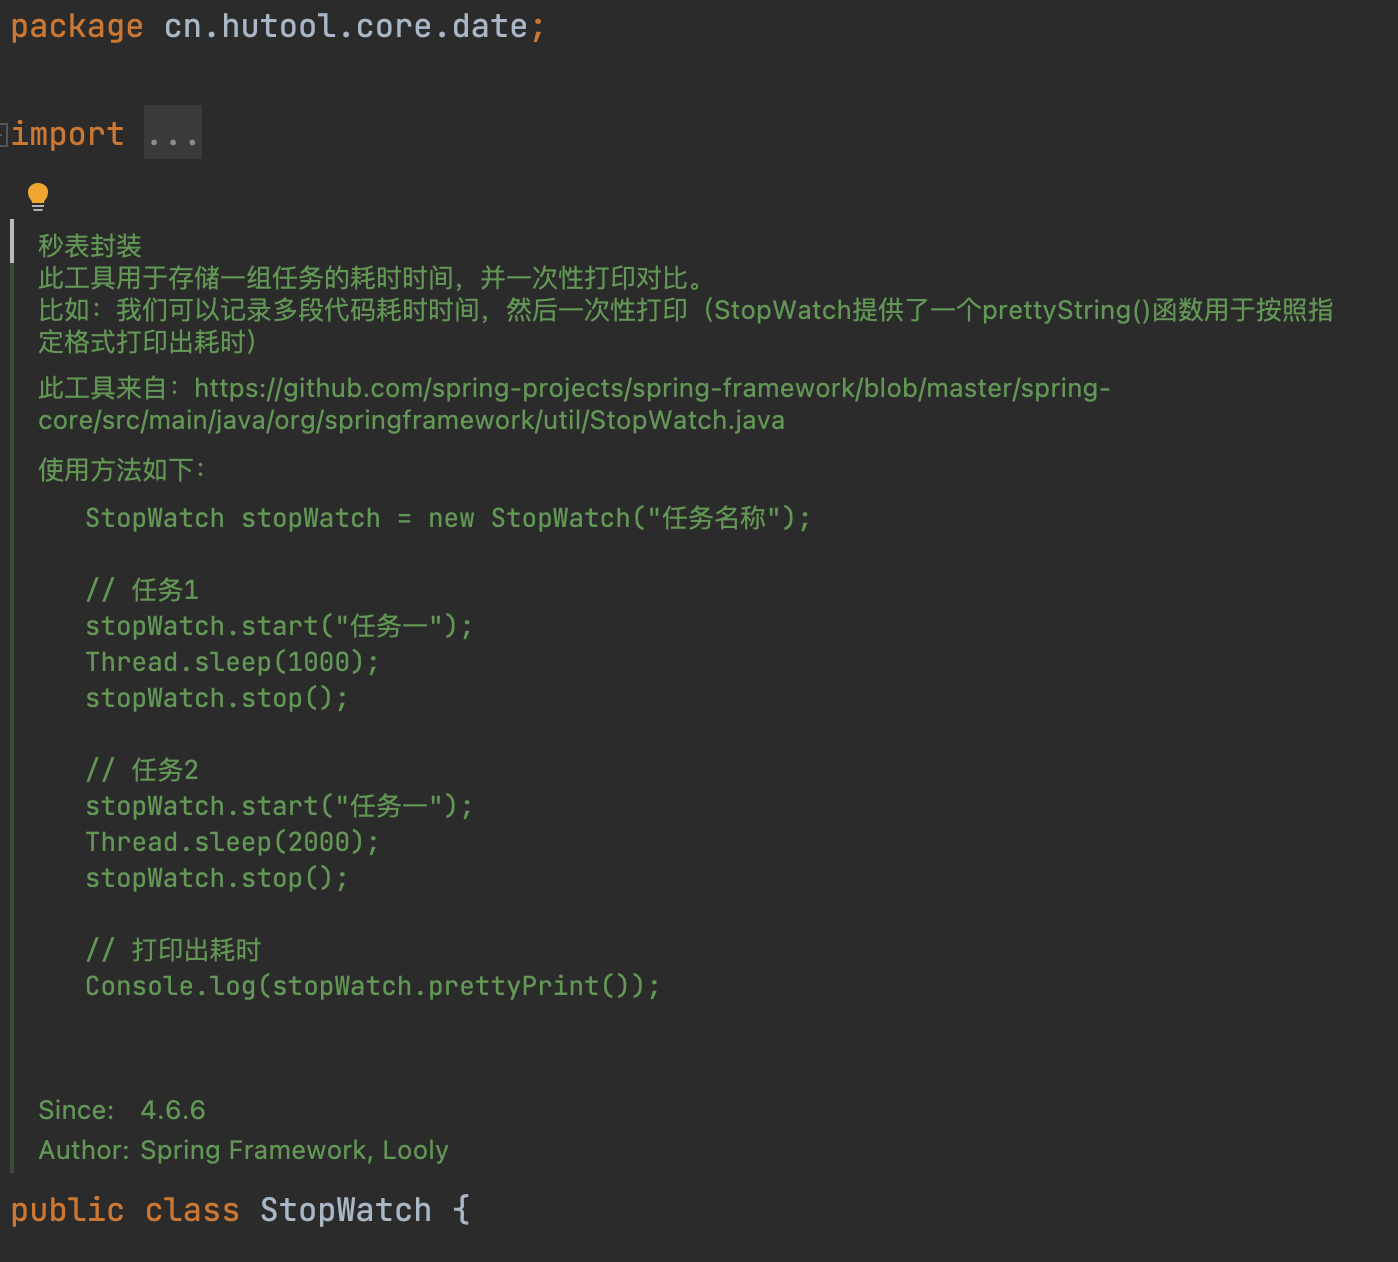 package cn.hutool.core.date;
import ...
秒表封装
此工具用于存储一组任务的耗时时间，并一次性打印对比。
比如：我们可以记录多段代码耗时时间，然后一次性打印（StopWatch提供了一个prettyString()函数用于按照指
定格式打印出耗时）
此工具来自：https://github.com/spring-projects/spring-framework/blob/master/spring-
core/src/main/java/org/springframework/util/StopWatch.java
使用方法如下：
StopWatch stopWatch = new StopWatch("任务名称");
// 任务1
stopWatch.start("任务一");
Thread.sleep(1000);
stopWatch.stop();
// 任务2
stopWatch.start("任务一");
Thread.sleep(2000);
stopWatch.stop();
// 打印出耗时
Console.log(stopWatch.prettyPrint());
Since: 4.6.6
Author: Spring Framework, Looly
public class StopWatch {